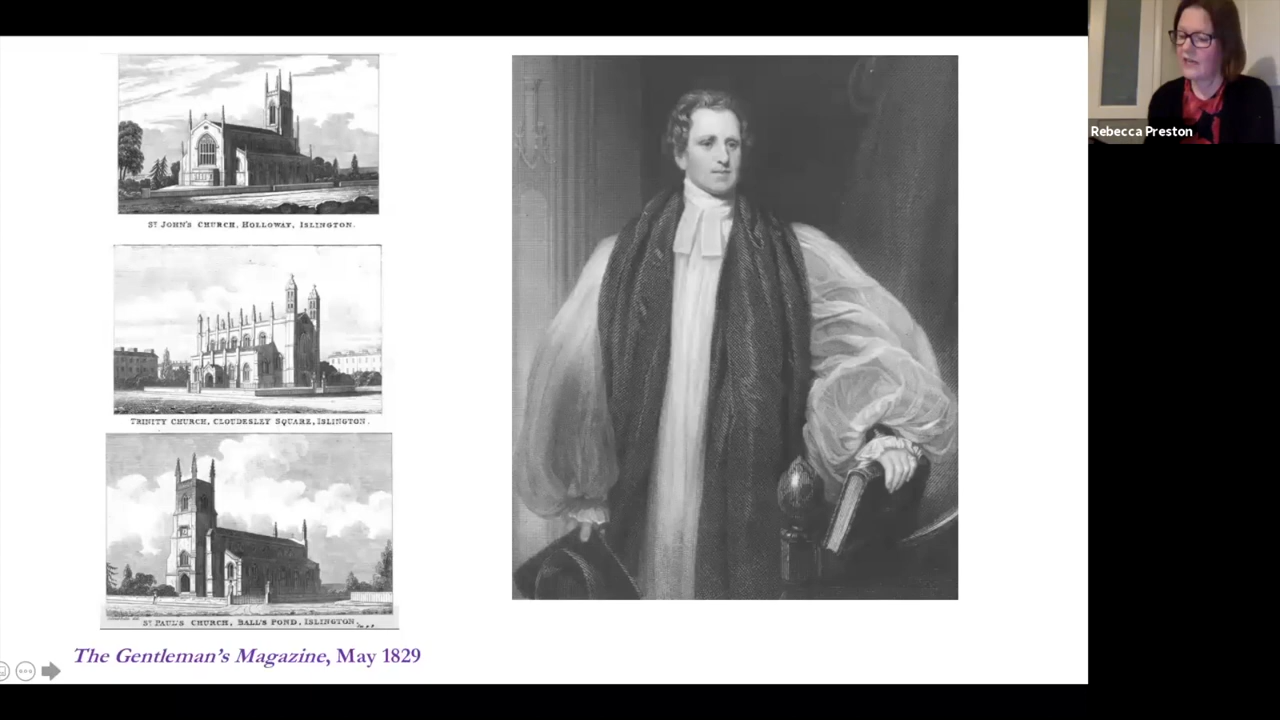 St JOHN'S CHURCH, HOLLOWAY, ISLINGTON.
TRINITY CHURCH, CLOUDESLEY SQUARE, ISLINGTON.
St PAUL'S CHURCH, BALL'S POND, ISLINGTON.
The Gentleman's Magazine, May 1829
Rebecca Preston